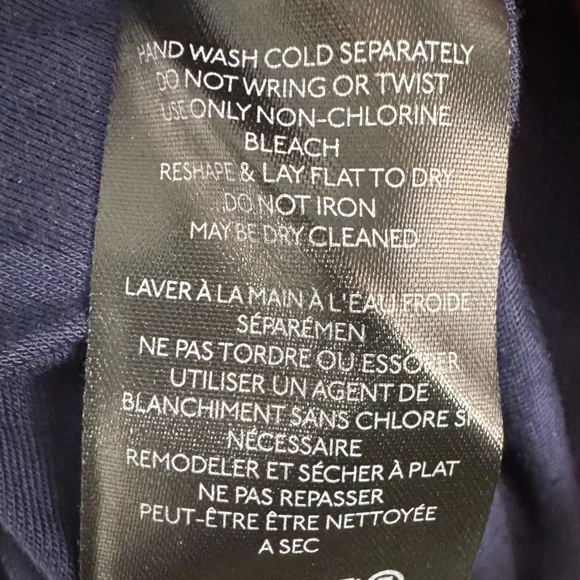 HAND WASH COLD SEPARATELY
DO NOT WRING OR TWIST
USE ONLY NON-CHLORINE
BLEACH
RESHAPE & LAY FLAT TO DRY
DO NOT IRON
MAY BE DRY CLEANED
LAVER À LA MAIN À L'EAU FROIDE
SÉPARÉMEN
NE PAS TORDRE OU ESSORER
UTILISER UN AGENT DE
BLANCHIMENT SANS CHLORE SI
NÉCESSAIRE
REMODELER ET SÉCHER À PLAT
NE PAS REPASSER
PEUT-ÊTRE ÊTRE NETTOYÉE
A SEC